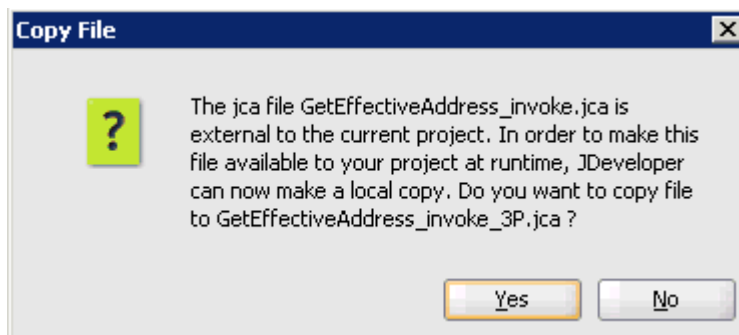 Copy File
?
The jca file GetEffectiveAddress_invoke.jca is
external to the current project. In order to make this
file available to your project at runtime, JDeveloper
can now make a local copy. Do you want to copy file
to GetEffectiveAddress_invoke_3P.jca ?
Yes No